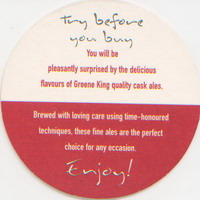 Try before
you buy
You will be
pleasantly surprised by the delicious
flavours of Greene King quality cask ales.
Brewed with loving care using time-honoured
techniques, these fine ales are the perfect
choice for any occasion.
Enjoy!